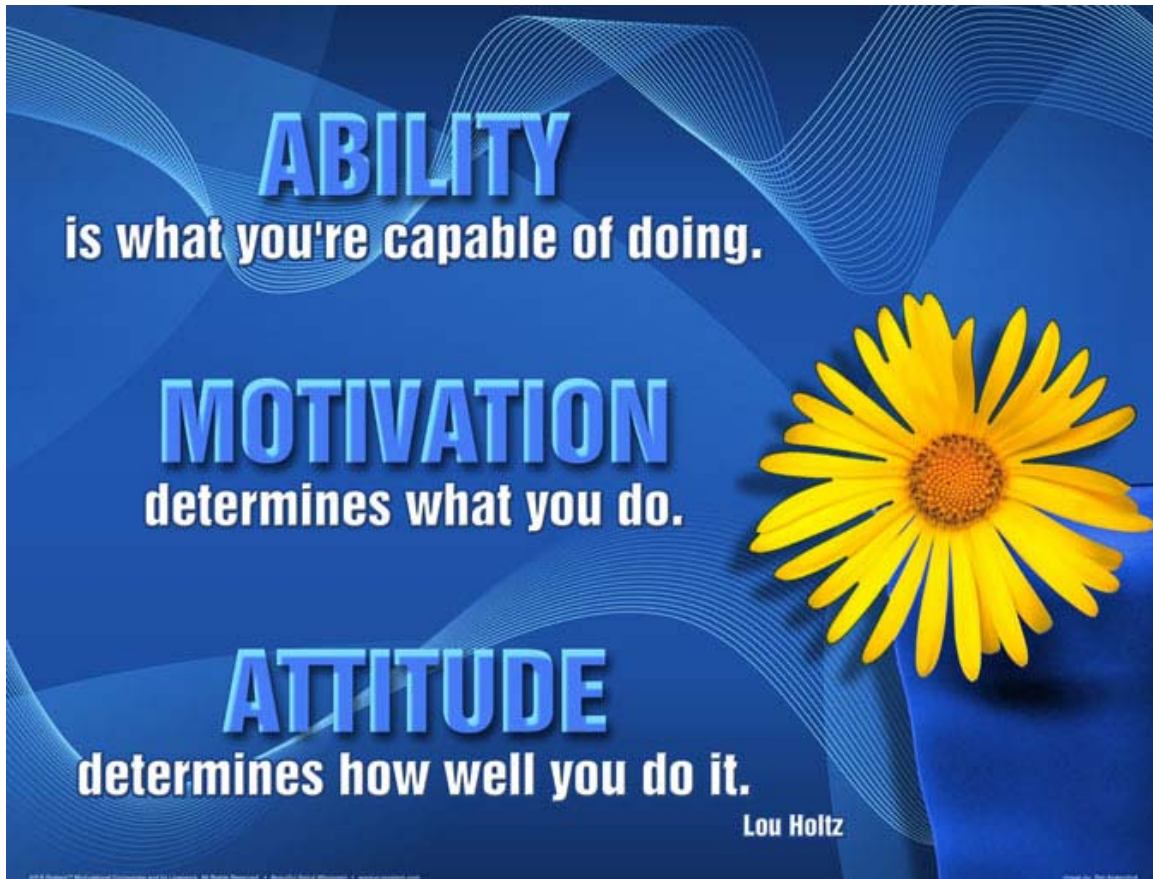 ABILITY
is what you're capable of doing.
MOTIVATION
determines what you do.
ATTITUDE
determines how well you do it.
Lou Holtz